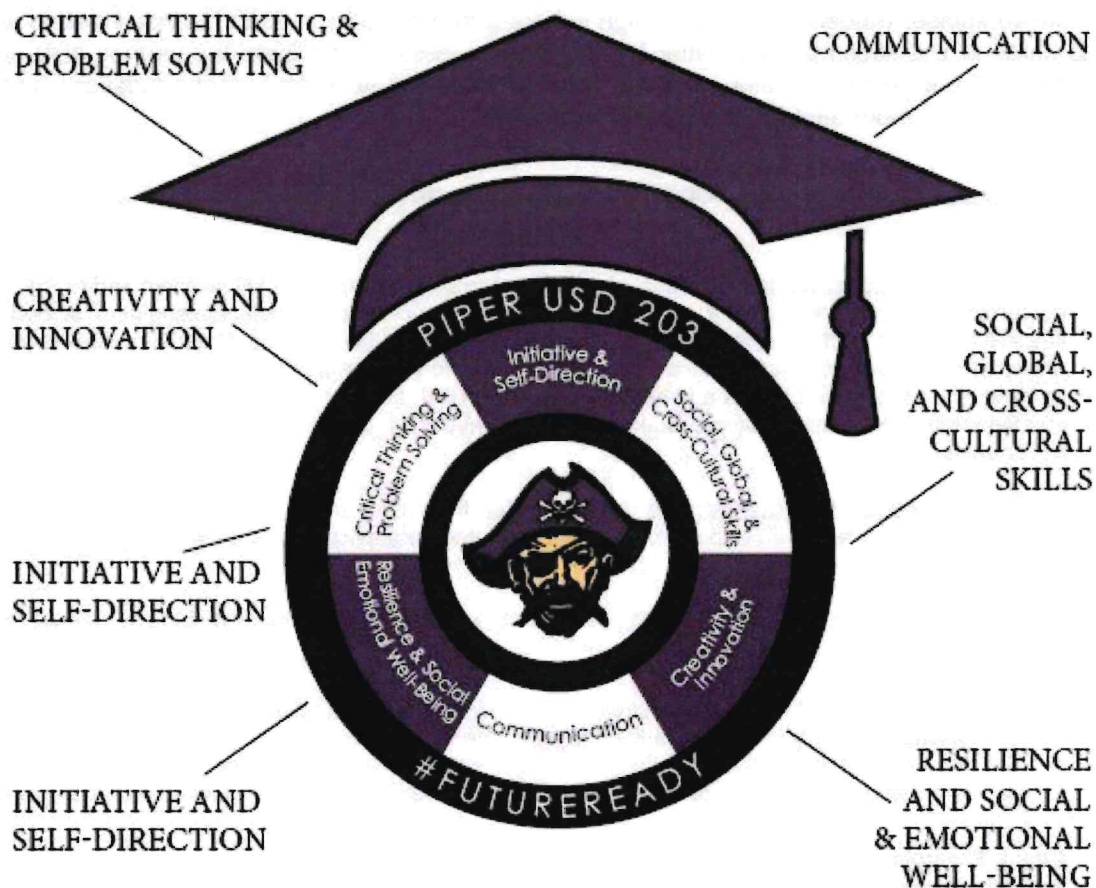 CRITICAL THINKING &
PROBLEM SOLVING
COMMUNICATION
CREATIVITY AND
INNOVATION
SOCIAL,
GLOBAL,
AND CROSS-
CULTURAL
SKILLS
INITIATIVE AND
SELF-DIRECTION
INITIATIVE AND
SELF-DIRECTION
RESILIENCE
AND SOCIAL
& EMOTIONAL
WELL-BEING
PIPER USD 203
Initiative &
Self-Direction
Social, Global, &
Cross-Cultural Skills
Creativity &
Innovation
Communication
Resilience & Social
Emotional Well-Being
Critical Thinking &
Problem Solving
#FUTUREREADY